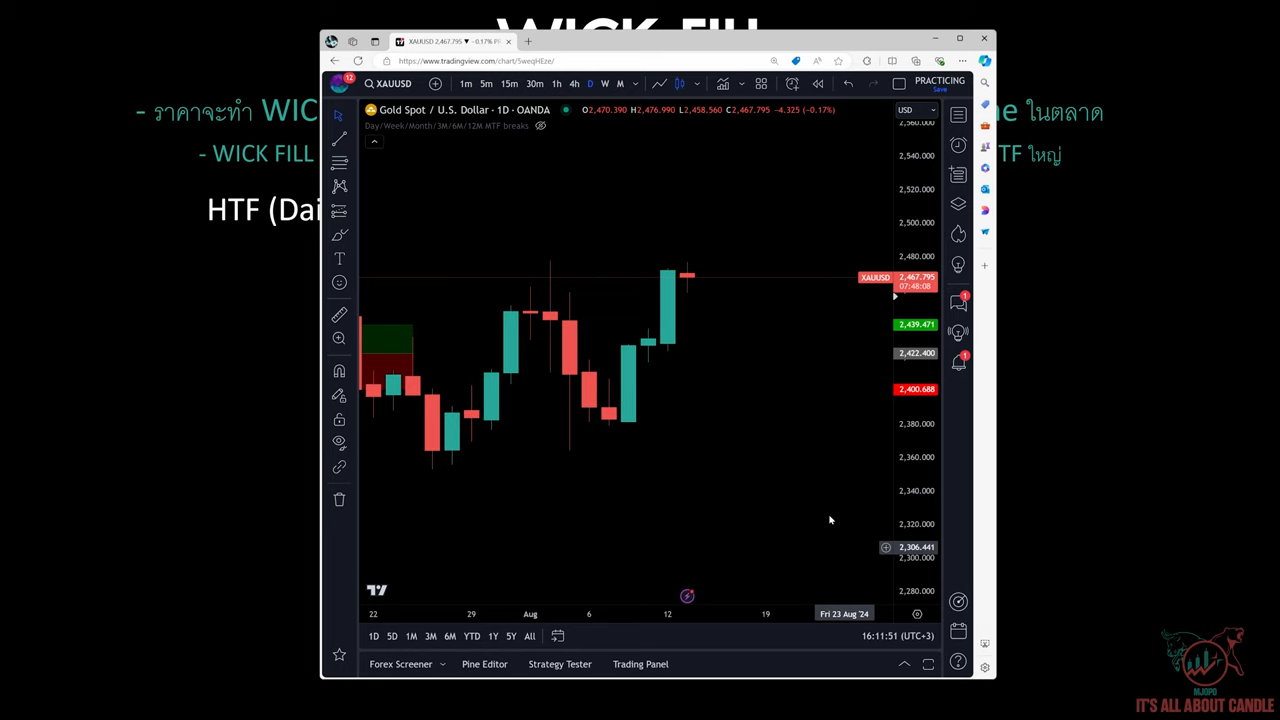 WICK FILL
XAUUSD 2,467.795 ▼ −0.17% PR
https://www.tradingview.com/chart/5weqHEze/
12
XAUUSD
1m 5m 15m 30m 1h 4h D W M
PRACTICING
Save
- ราคาจะทำ WIC
me ในตลาด
Gold Spot / U.S. Dollar · 1D · OANDA
O2,470.390 H2,476.990 L2,458.560 C2,467.795 −4.325 (−0.17%)
USD
Day/Week/Month/3M/6M/12M MTF breaks
2,560.000
- WICK FILL
TF ใหญ่
2,540.000
2,520.000
HTF (Dai
2,500.000
2,480.000
XAUUSD 2,467.795
07:48:08
1
2,439.471
2,422.400
1
2,400.688
2,380.000
2,360.000
2,340.000
2,320.000
2,306.441
2,300.000
2,280.000
22 29 Aug 6 12 19 Fri 23 Aug '24
1D 5D 1M 3M 6M YTD 1Y 5Y All
16:11:51 (UTC+3)
Forex Screener Pine Editor Strategy Tester Trading Panel
MJOPO
IT'S ALL ABOUT CANDLE